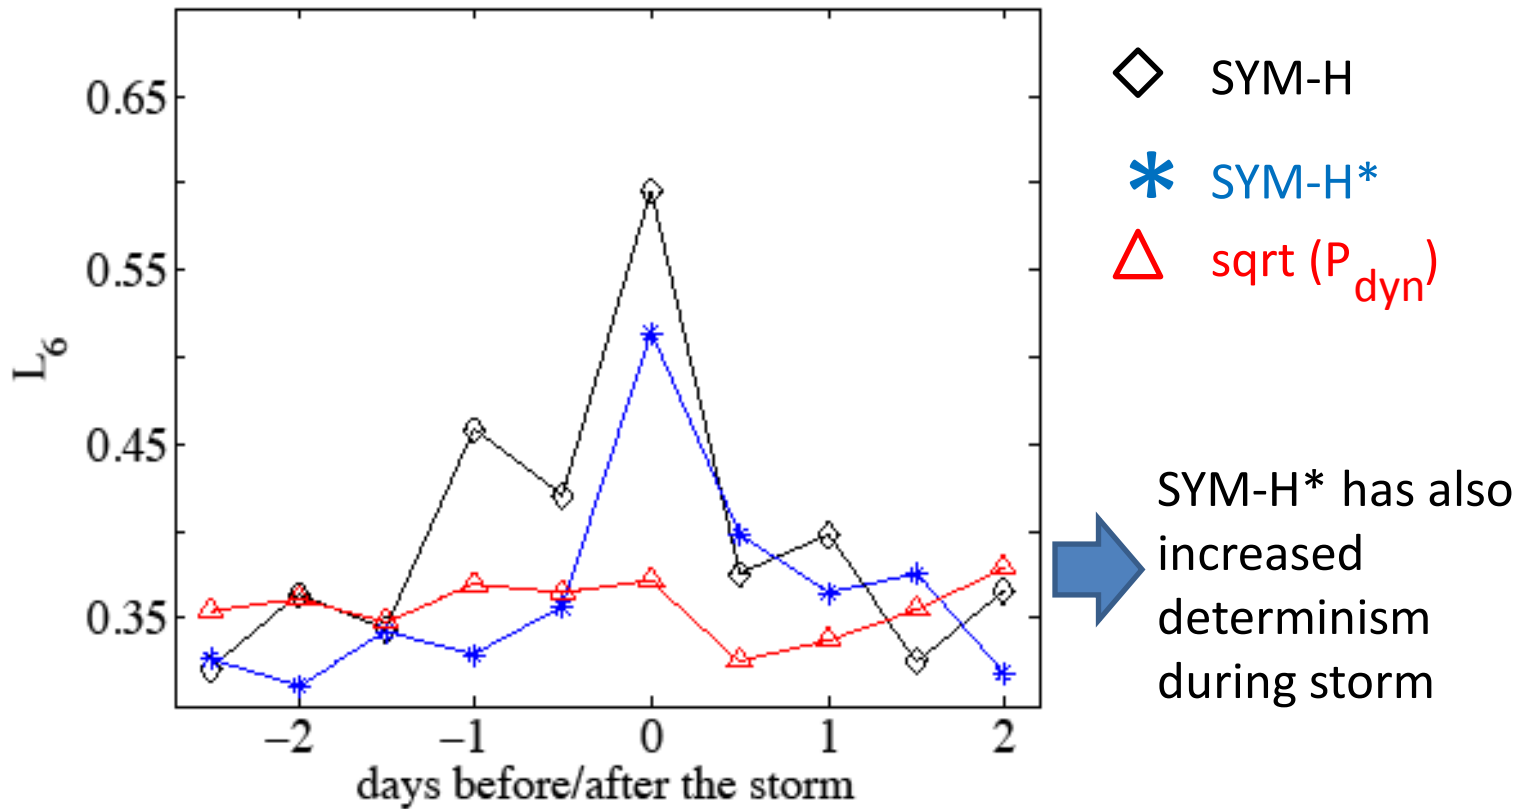 0.65
0.55
0.45
0.35
L6
−2
−1
0
1
2
days before/after the storm
SYM-H
SYM-H*
sqrt (Pdyn)
SYM-H* has also
increased
determinism
during storm